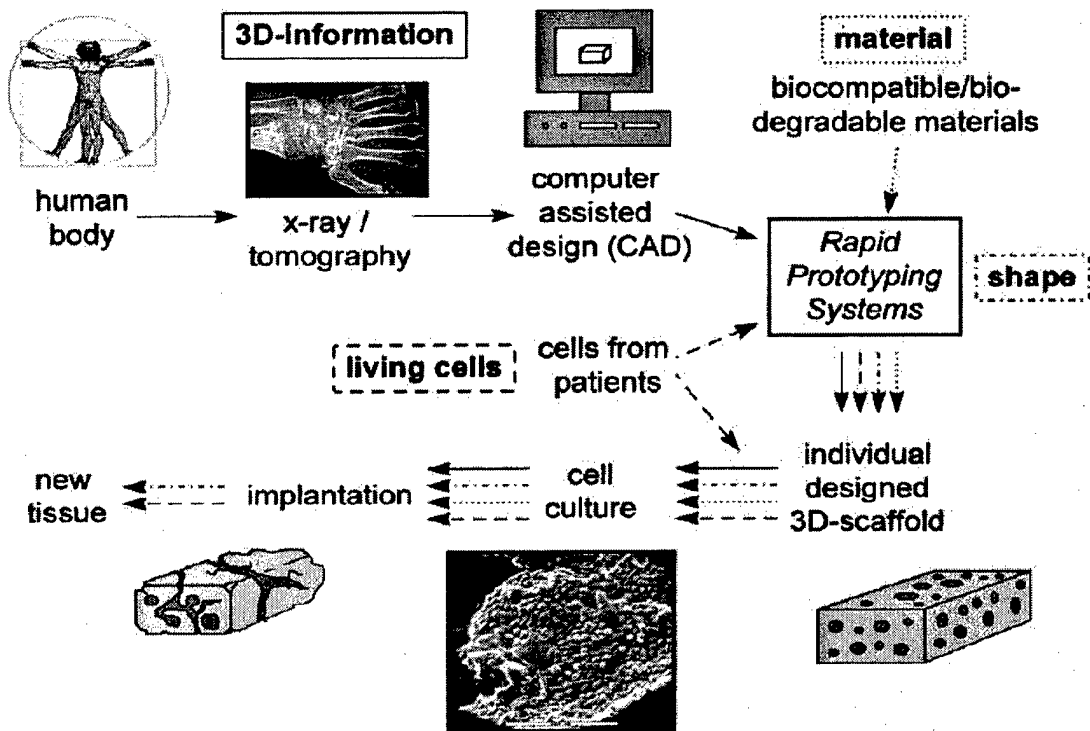 3D-Information
material
biocompatible/bio-
degradable materials
human
body
x-ray /
tomography
computer
assisted
design (CAD)
Rapid
Prototyping
Systems
shape
living cells
cells from
patients
individual
designed
3D-scaffold
cell
culture
implantation
new
tissue